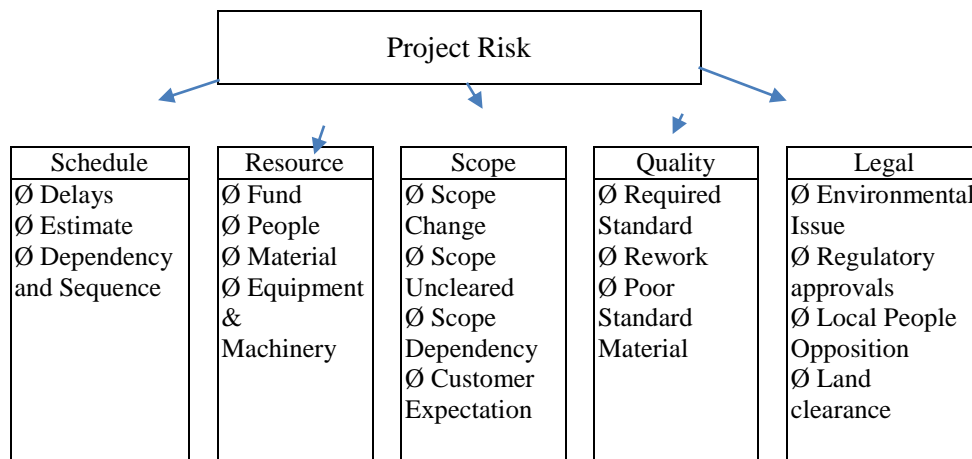 Project Risk
Schedule
Ø Delays
Ø Estimate
Ø Dependency
and Sequence
Resource
Ø Fund
Ø People
Ø Material
Ø Equipment
&
Machinery
Scope
Ø Scope
Change
Ø Scope
Uncleared
Ø Scope
Dependency
Ø Customer
Expectation
Quality
Ø Required
Standard
Ø Rework
Ø Poor
Standard
Material
Legal
Ø Environmental
Issue
Ø Regulatory
approvals
Ø Local People
Opposition
Ø Land
clearance